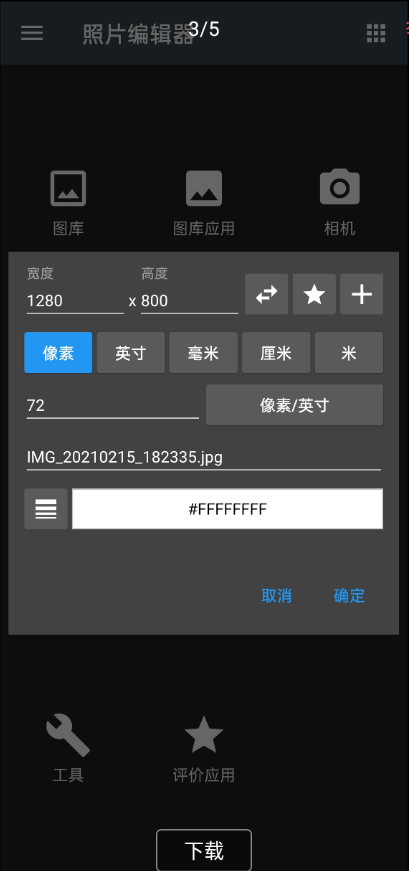 照片编辑器
3/5
图库
图库应用
相机
宽度
高度
1280 x 800
像素
英寸
毫米
厘米
米
72
像素/英寸
IMG_20210215_182335.jpg
#FFFFFFFF
取消
确定
工具
评价应用
下载